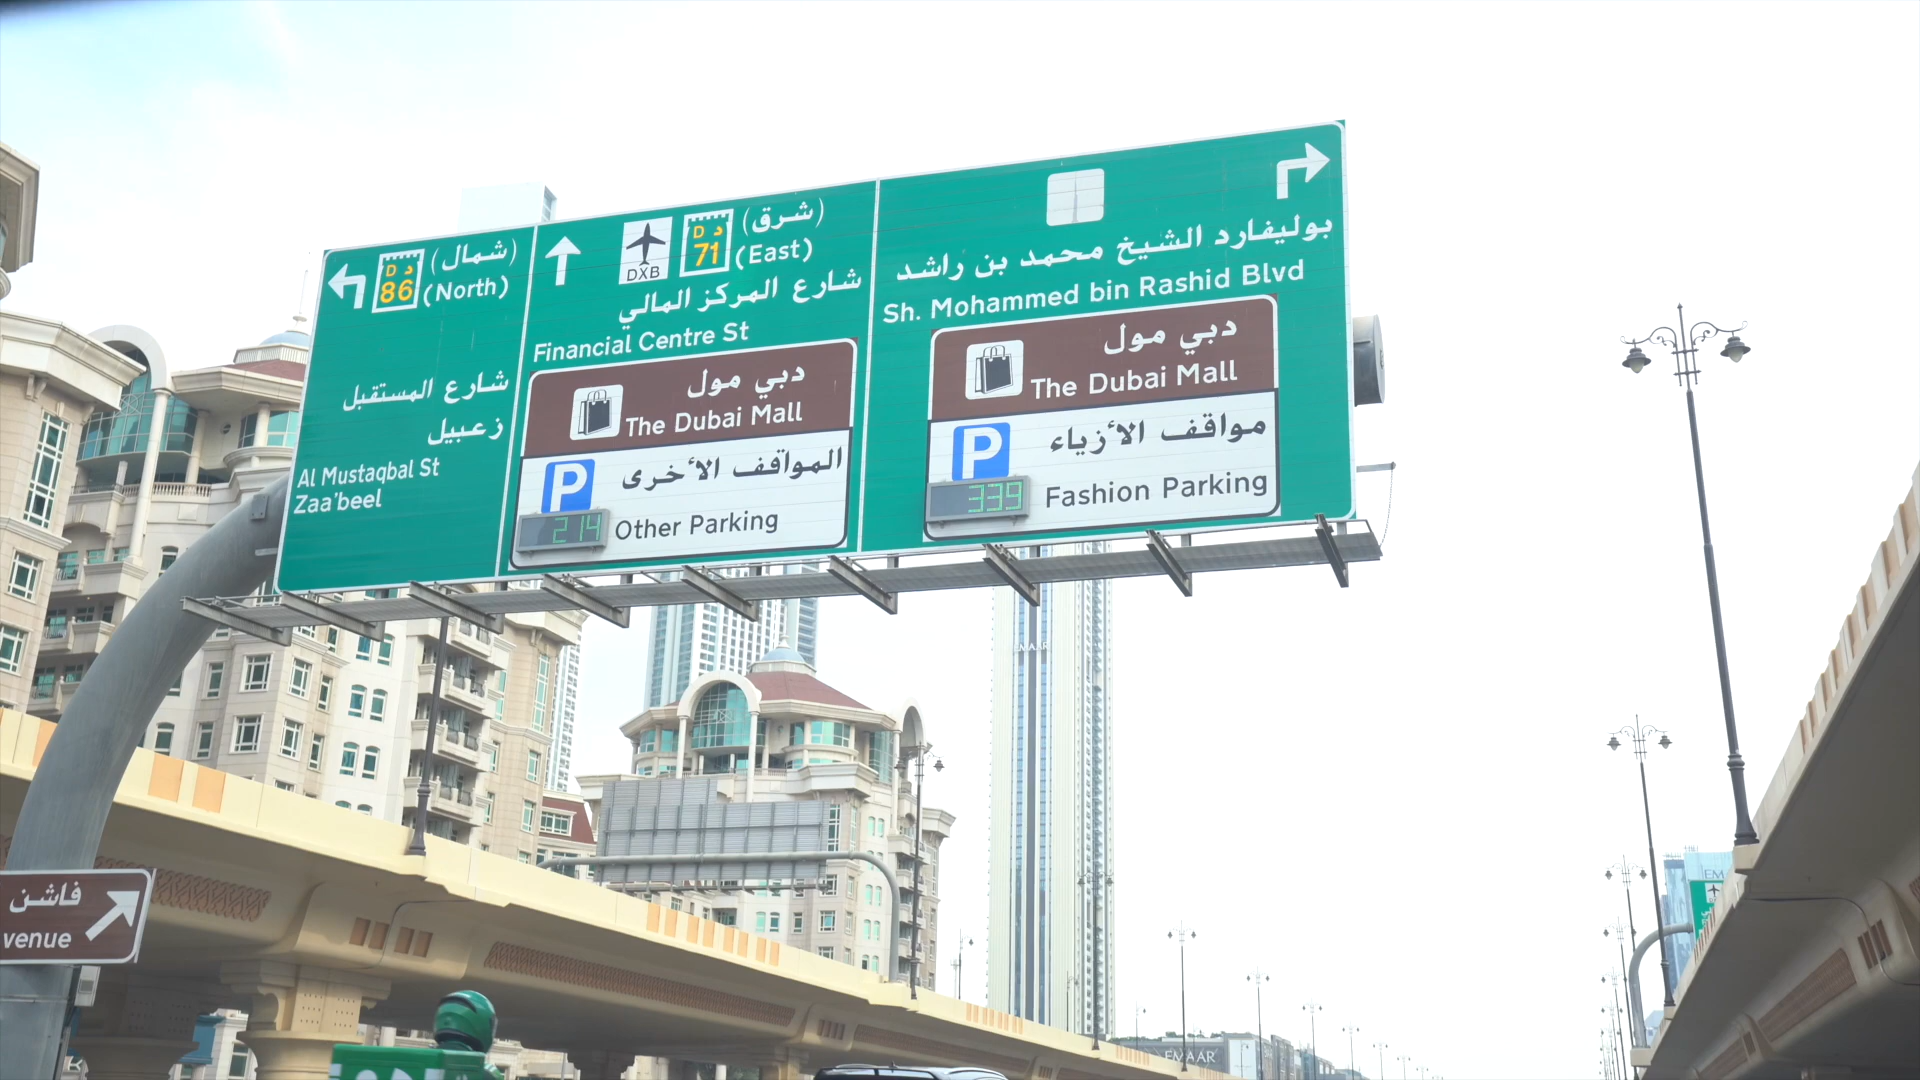 د
D
86
(شمال)
(North)
شارع المستقبل
زعبيل
Al Mustaqbal St
Zaa'beel
DXB
د
D
71
(شرق)
(East)
شارع المركز المالي
Financial Centre St
دبي مول
The Dubai Mall
P
المواقف الأخرى
214
Other Parking
بوليفارد الشيخ محمد بن راشد
Sh. Mohammed bin Rashid Blvd
دبي مول
The Dubai Mall
P
مواقف الأزياء
339
Fashion Parking
EMAAR
فاشن
venue
EM
EMAAR